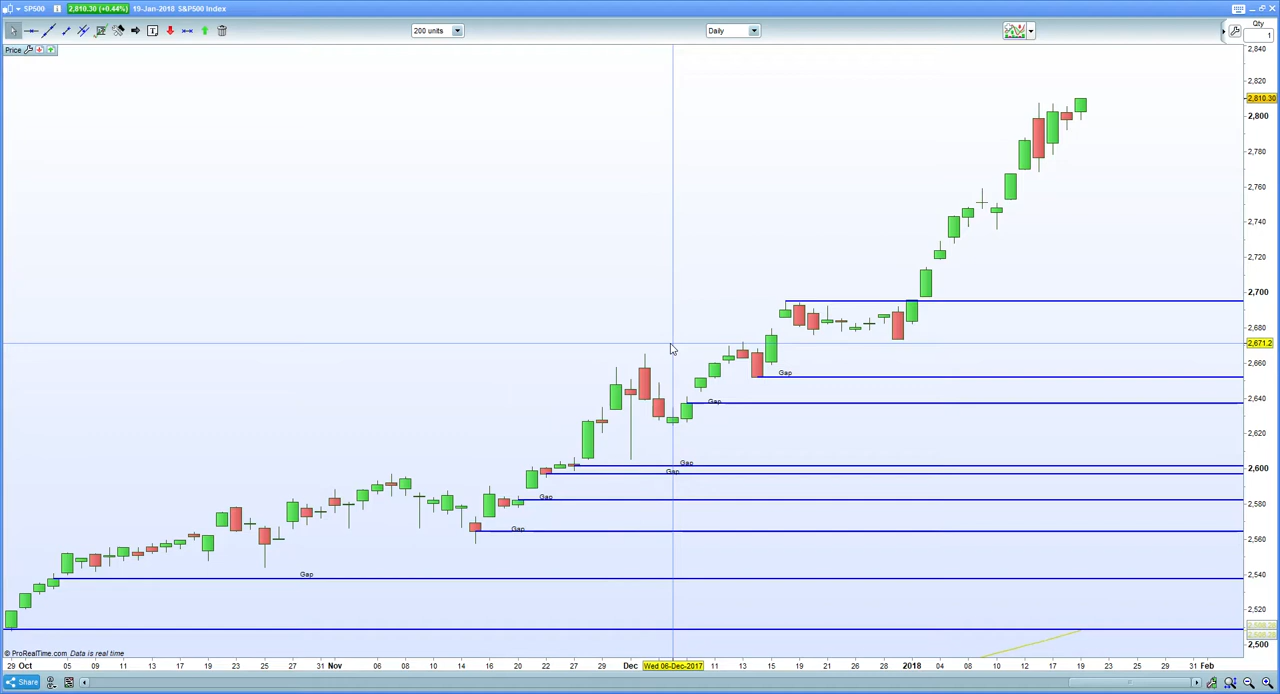 SP500 2,810.30 (+0.44%) 19-Jan-2018 S&P500 Index
200 units Daily Qty
1
Price
2,840
2,820
2,810.30
2,800
2,780
2,760
2,740
2,720
2,700
2,680
2,671.2
2,660
2,640
2,620
2,600
2,580
2,560
2,540
2,520
2,500
Gap
Gap
Gap
Gap
Gap
Gap
Gap
© ProRealTime.com Data is real time
29 Oct 05 09 11 13 17 19 23 25 27 31 Nov 06 08 10 14 16 20 22 24 29 Dec Wed 06-Dec-2017 11 13 15 19 21 26 28 2018 04 08 10 12 17 19 23 25 29 31 Feb
Share